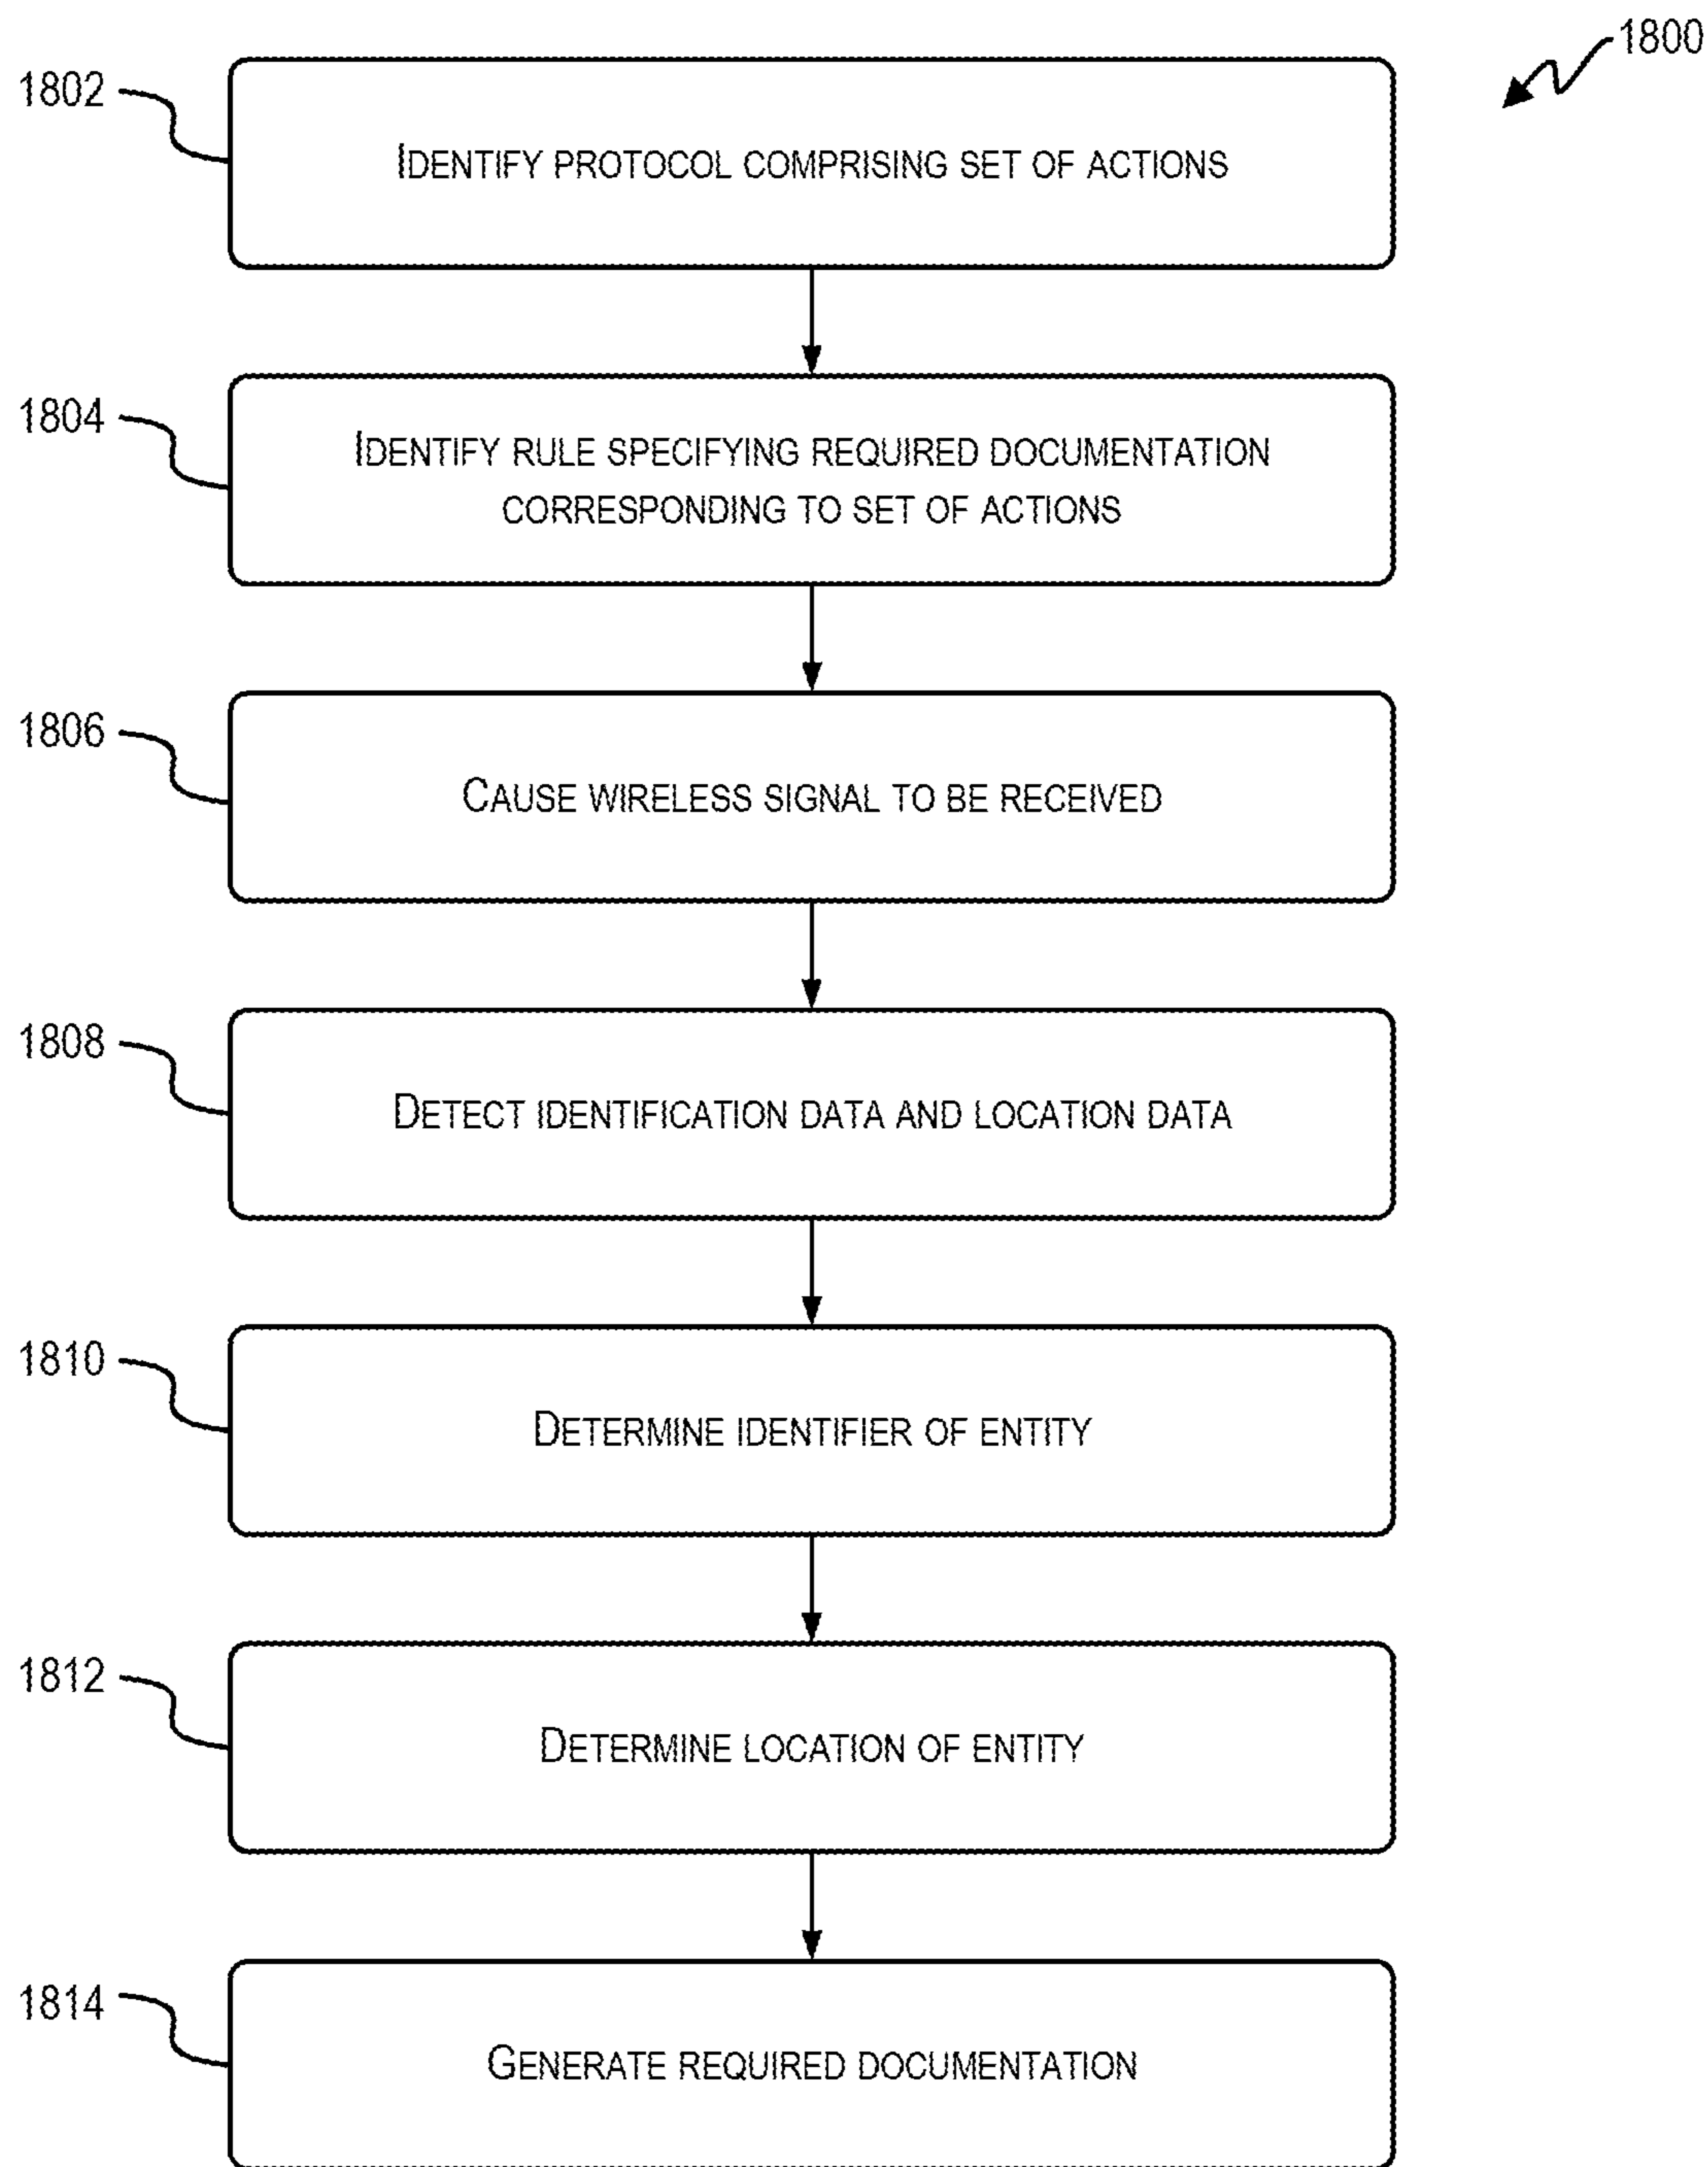 1800
1802
IDENTIFY PROTOCOL COMPRISING SET OF ACTIONS
1804
IDENTIFY RULE SPECIFYING REQUIRED DOCUMENTATION
CORRESPONDING TO SET OF ACTIONS
1806
CAUSE WIRELESS SIGNAL TO BE RECEIVED
1808
DETECT IDENTIFICATION DATA AND LOCATION DATA
1810
DETERMINE IDENTIFIER OF ENTITY
1812
DETERMINE LOCATION OF ENTITY
1814
GENERATE REQUIRED DOCUMENTATION